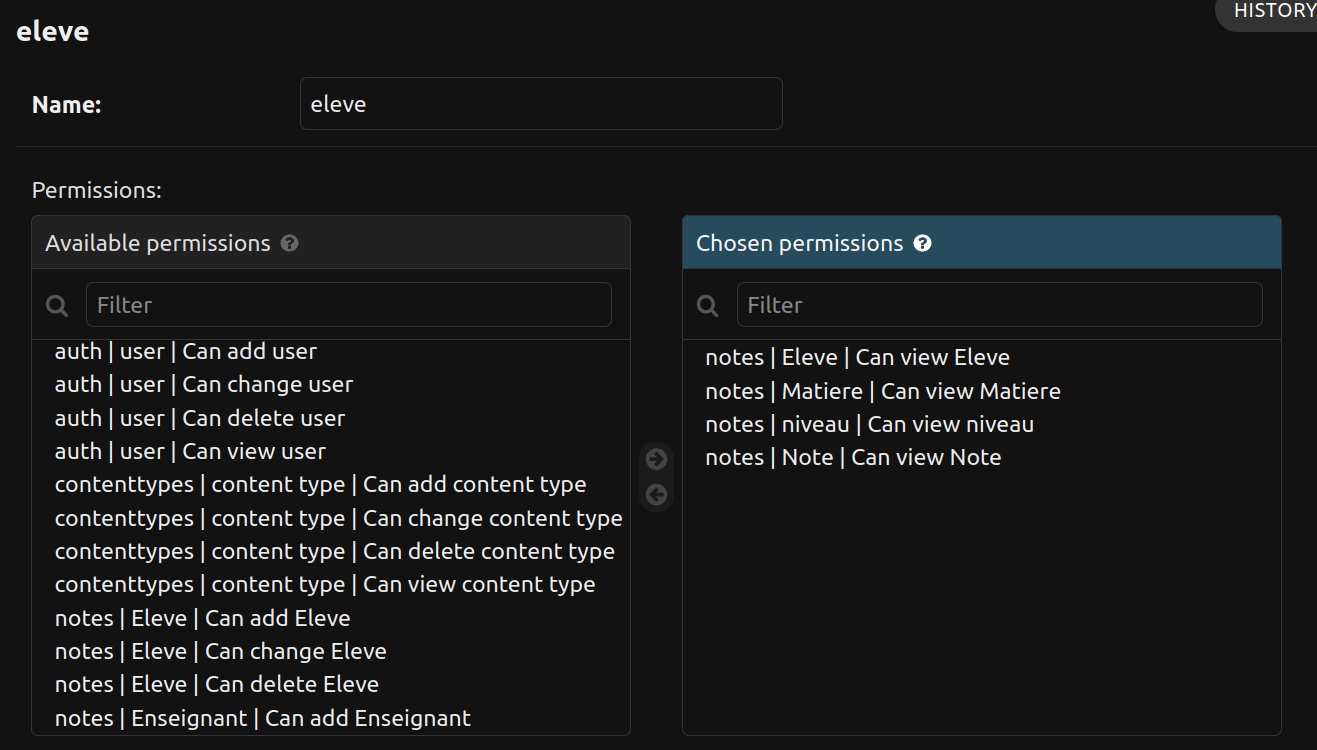 HISTORY
eleve
Name:
eleve
Permissions:
Available permissions ?
Filter
auth | user | Can add user
auth | user | Can change user
auth | user | Can delete user
auth | user | Can view user
contenttypes | content type | Can add content type
contenttypes | content type | Can change content type
contenttypes | content type | Can delete content type
contenttypes | content type | Can view content type
notes | Eleve | Can add Eleve
notes | Eleve | Can change Eleve
notes | Eleve | Can delete Eleve
notes | Enseignant | Can add Enseignant
Chosen permissions ?
Filter
notes | Eleve | Can view Eleve
notes | Matiere | Can view Matiere
notes | niveau | Can view niveau
notes | Note | Can view Note